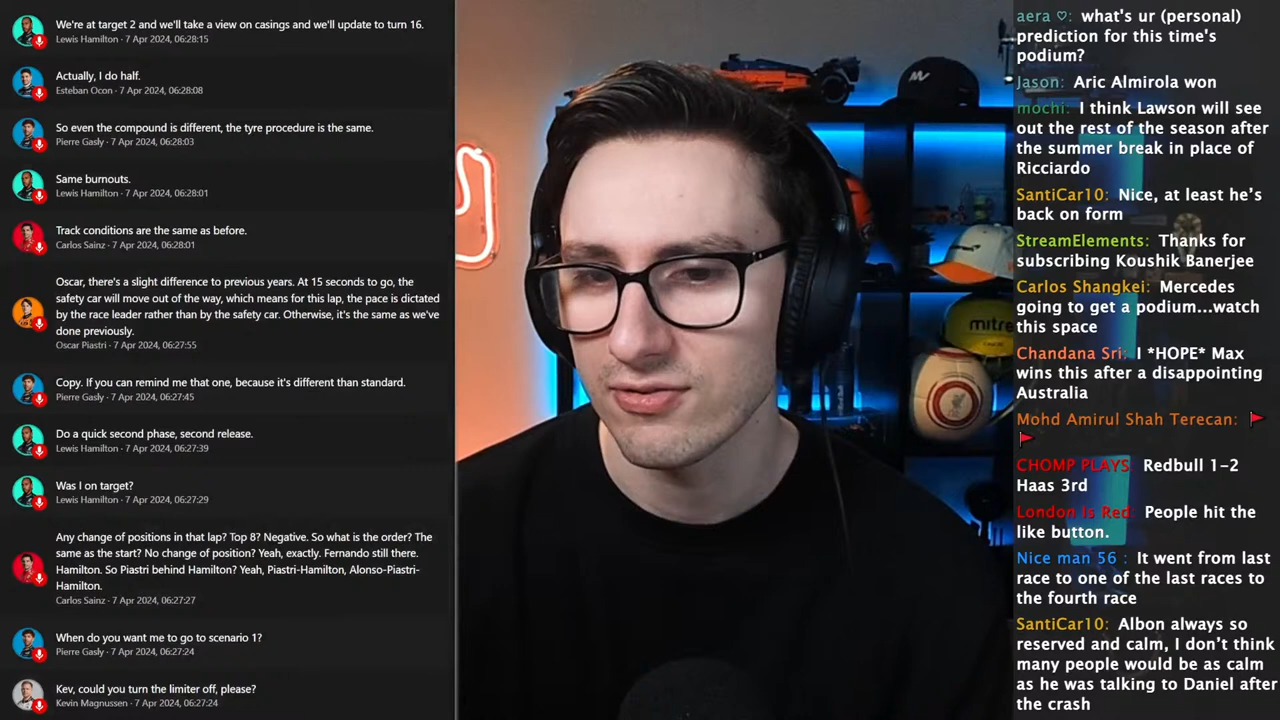 We're at target 2 and we'll take a view on casings and we'll update to turn 16.
Lewis Hamilton · 7 Apr 2024, 06:28:15
Actually, I do half.
Esteban Ocon · 7 Apr 2024, 06:28:08
So even the compound is different, the tyre procedure is the same.
Pierre Gasly · 7 Apr 2024, 06:28:03
Same burnouts.
Lewis Hamilton · 7 Apr 2024, 06:28:01
Track conditions are the same as before.
Carlos Sainz · 7 Apr 2024, 06:28:01
Oscar, there's a slight difference to previous years. At 15 seconds to go, the
safety car will move out of the way, which means for this lap, the pace is dictated
by the race leader rather than by the safety car. Otherwise, it's the same as we've
done previously.
Oscar Piastri · 7 Apr 2024, 06:27:55
Copy. If you can remind me that one, because it's different than standard.
Pierre Gasly · 7 Apr 2024, 06:27:45
Do a quick second phase, second release.
Lewis Hamilton · 7 Apr 2024, 06:27:39
Was I on target?
Lewis Hamilton · 7 Apr 2024, 06:27:29
Any change of positions in that lap? Top 8? Negative. So what is the order? The
same as the start? No change of position? Yeah, exactly. Fernando still there.
Hamilton. So Piastri behind Hamilton? Yeah, Piastri-Hamilton, Alonso-Piastri-
Hamilton.
Carlos Sainz · 7 Apr 2024, 06:27:27
When do you want me to go to scenario 1?
Pierre Gasly · 7 Apr 2024, 06:27:24
Kev, could you turn the limiter off, please?
Kevin Magnussen · 7 Apr 2024, 06:27:24
mitre
aera ♡: what's ur (personal)
prediction for this time's
podium?
Jason: Aric Almirola won
mochi: I think Lawson will see
out the rest of the season after
the summer break in place of
Ricciardo
SantiCar10: Nice, at least he's
back on form
StreamElements: Thanks for
subscribing Koushik Banerjee
Carlos Shangkei: Mercedes
going to get a podium...watch
this space
Chandana Sri: I *HOPE* Max
wins this after a disappointing
Australia
Mohd Amirul Shah Terecan: 🚩
🚩
CHOMP PLAYS: Redbull 1-2
Haas 3rd
London Is Red: People hit the
like button.
Nice man 56 : It went from last
race to one of the last races to
the fourth race
SantiCar10: Albon always so
reserved and calm, I don't think
many people would be as calm
as he was talking to Daniel after
the crash